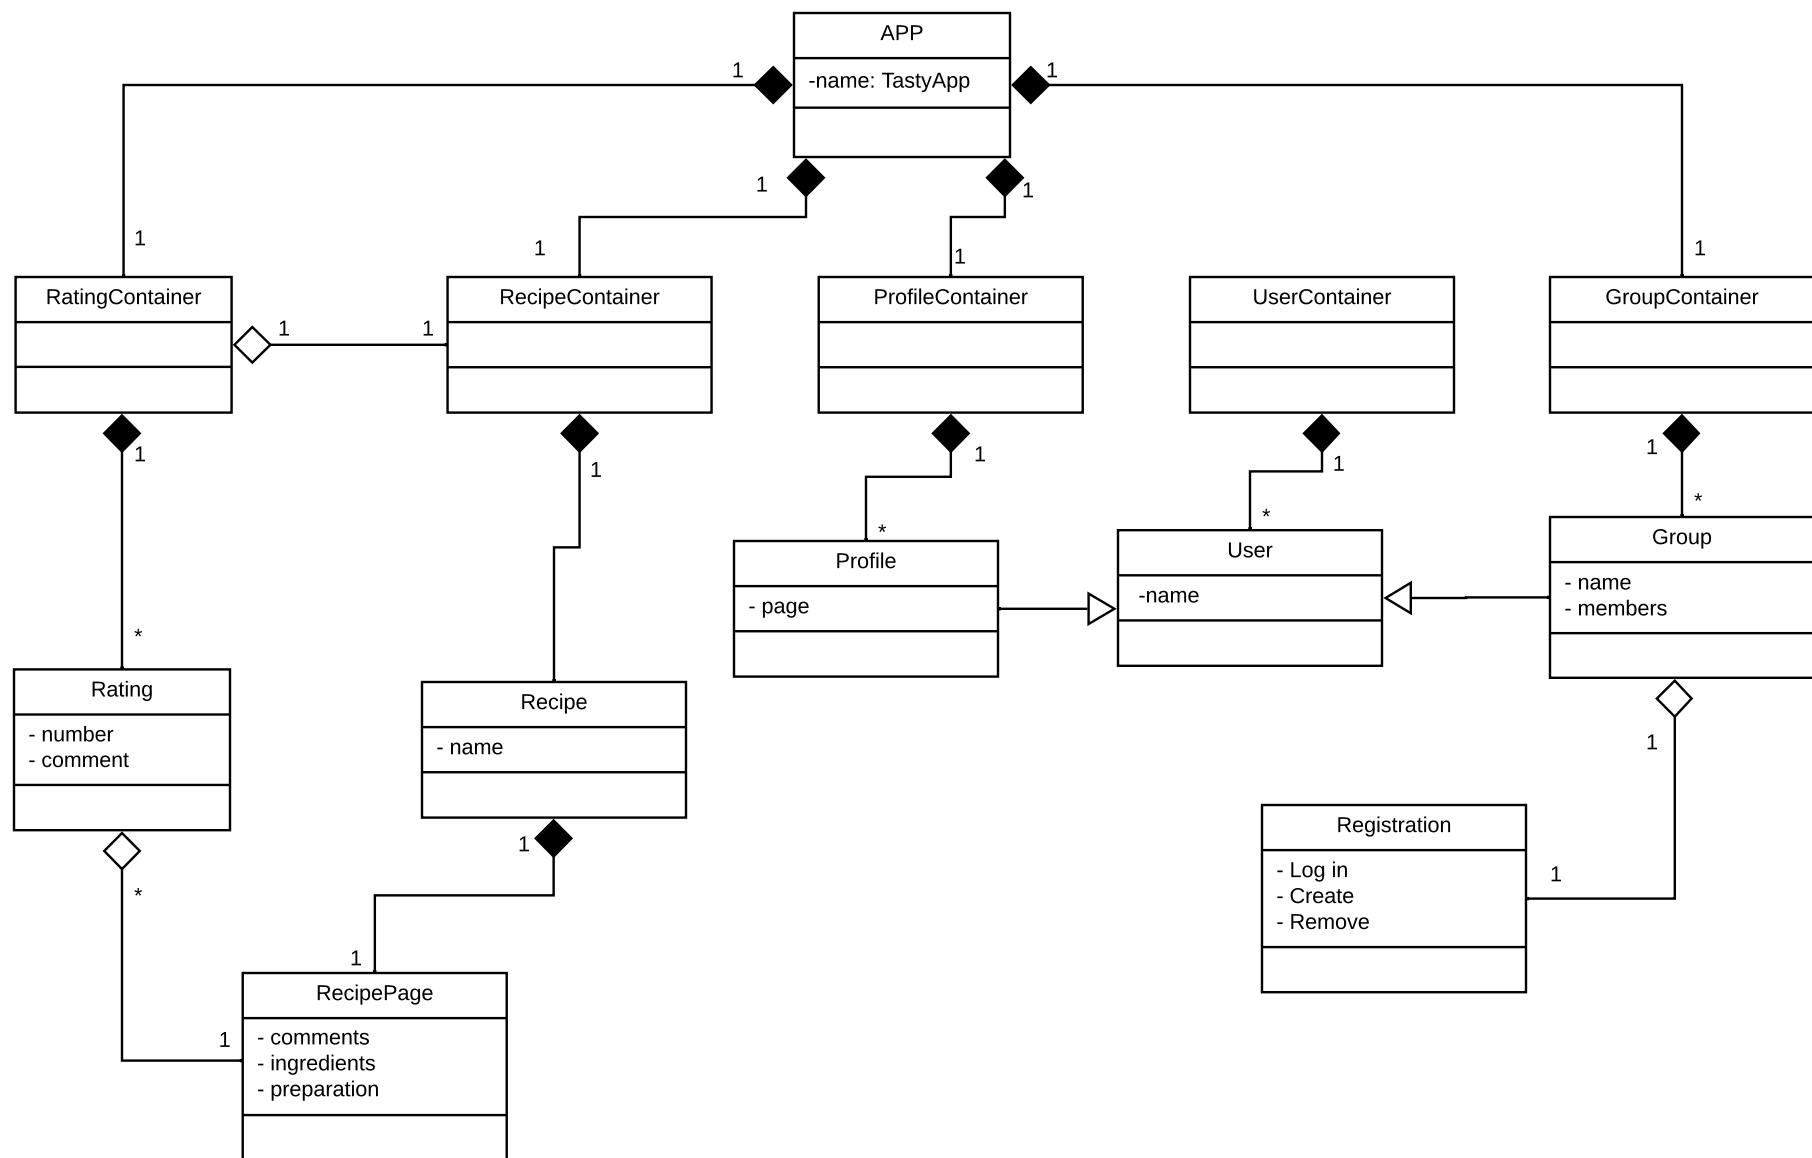 APP
-name: TastyApp
1
1
1
1
1
1
1
1
RatingContainer
RecipeContainer
ProfileContainer
UserContainer
GroupContainer
1
1
1
1
1
1
1
*
*
*
Profile
- page
User
-name
Group
- name
- members
*
Rating
- number
- comment
Recipe
- name
1
1
*
1
Registration
- Log in
- Create
- Remove
1
1
RecipePage
- comments
- ingredients
- preparation